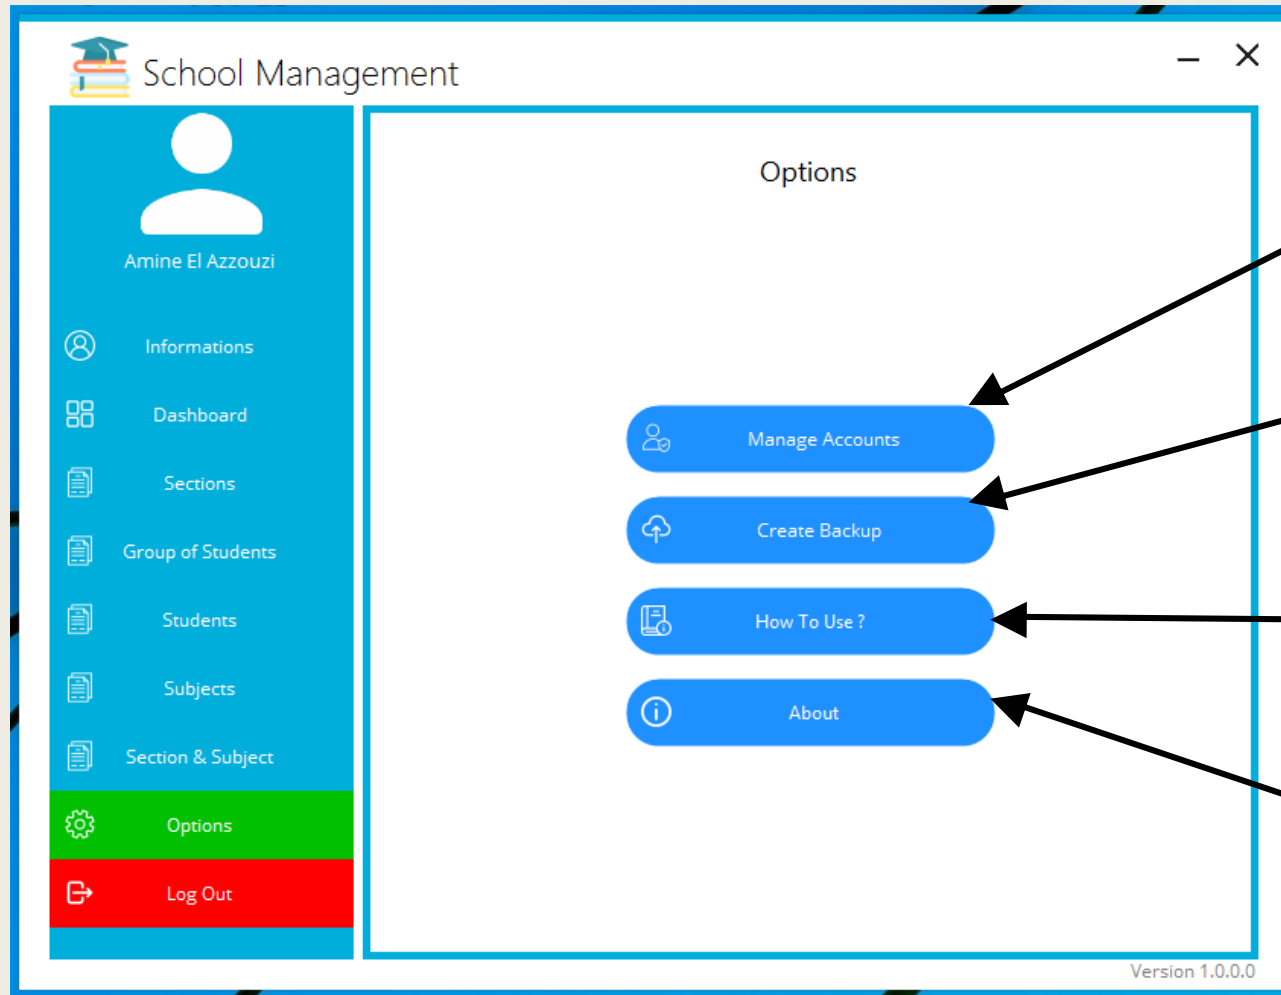 School Management
Amine El Azzouzi
Informations
Dashboard
Sections
Group of Students
Students
Subjects
Section & Subject
Options
Log Out
Options
Manage Accounts
Create Backup
How To Use ?
About
Version 1.0.0.0